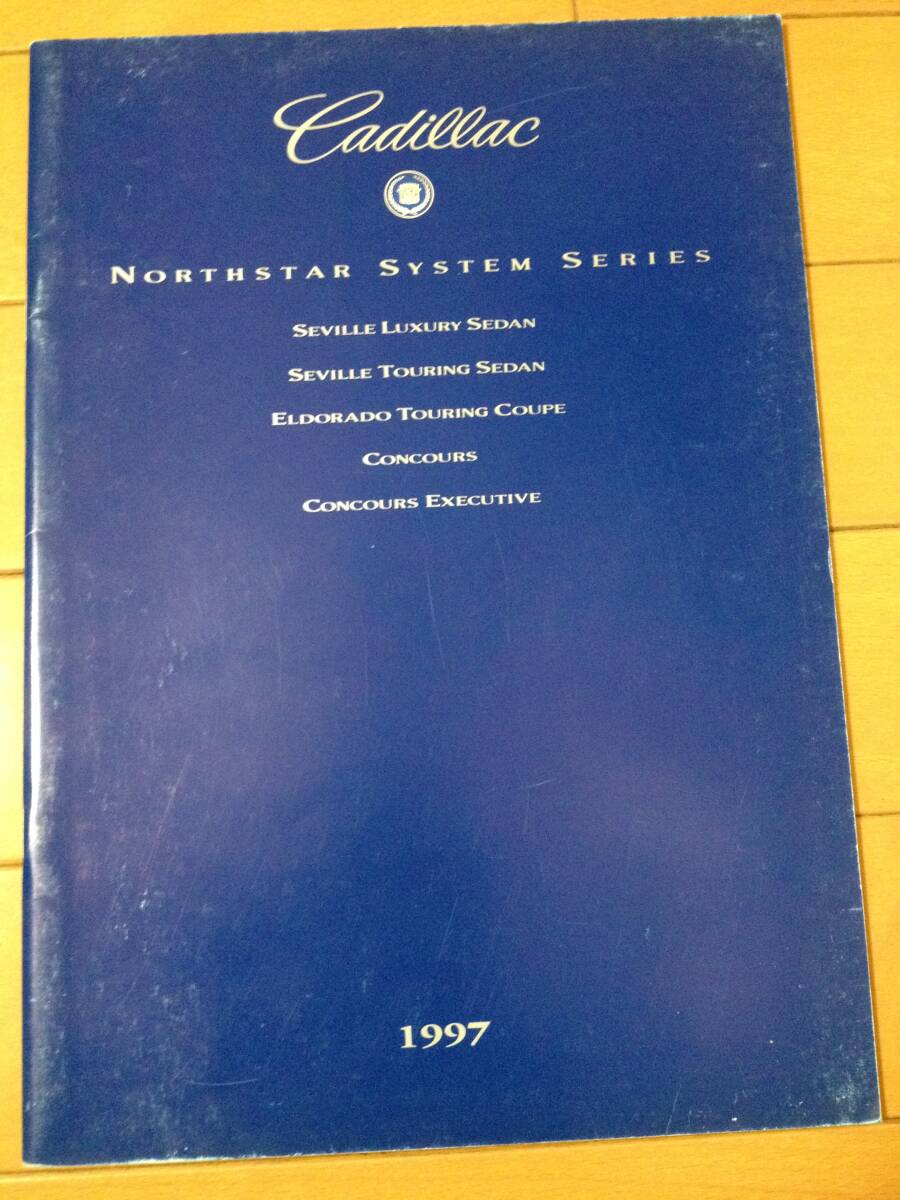 Cadillac
NORTHSTAR SYSTEM SERIES
SEVILLE LUXURY SEDAN
SEVILLE TOURING SEDAN
ELDORADO TOURING COUPE
CONCOURS
CONCOURS EXECUTIVE
1997